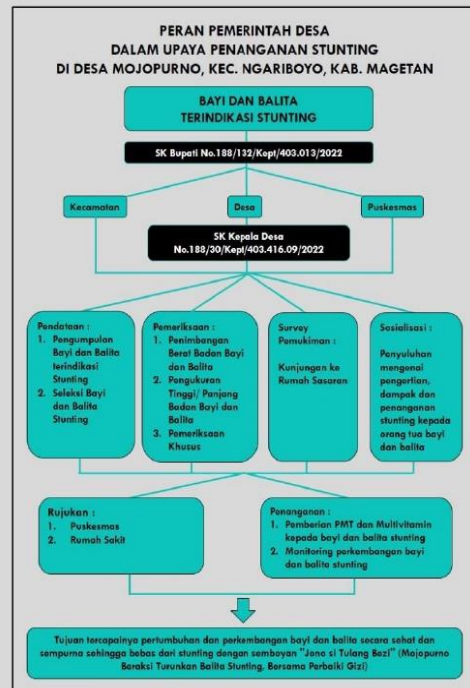 PERAN PEMERINTAH DESA
DALAM UPAYA PENANGANAN STUNTING
DI DESA MOJOPURNO, KEC. NGARIBOYO, KAB. MAGETAN
BAYI DAN BALITA
TERINDIKASI STUNTING
SK Bupati No.188/132/Kept/403.013/2022
Kecamatan
Desa
Puskesmas
SK Kepala Desa
No.188/30/Kept/403.416.09/2022
Pendataan :
1. Pengumpulan
Bayi dan Balita
terindikasi
Stunting
2. Seleksi Bayi
dan Balita
Stunting
Pemeriksaan :
1. Penimbangan
Berat Badan Bayi
dan Balita
2. Pengukuran
Tinggi/ Panjang
Badan Bayi dan
Balita
3. Pemeriksaan
Khusus
Survey
Pemukiman :
Kunjungan ke
Rumah Sasaran
Sosialisasi :
Penyuluhan
mengenai
pengertian,
dampak dan
penanganan
stunting kepada
orang tua bayi
dan balita
Rujukan :
1. Puskesmas
2. Rumah Sakit
Penanganan :
1. Pemberian PMT dan Multivitamin
kepada bayi dan balita stunting
2. Monitoring perkembangan bayi
dan balita stunting
Tujuan tercapainya pertumbuhan dan perkembangan bayi dan balita secara sehat dan
sempurna sehingga bebas dari stunting dengan semboyan "Jono si Tulang Bezi" (Mojopurno
Beraksi Turunkan Balita Stunting, Bersama Perbaiki Gizi)